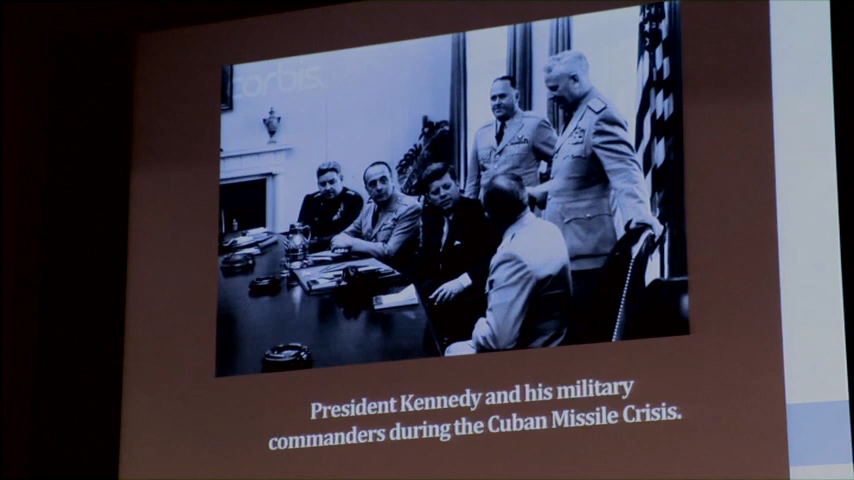 corbis.
President Kennedy and his military
commanders during the Cuban Missile Crisis.